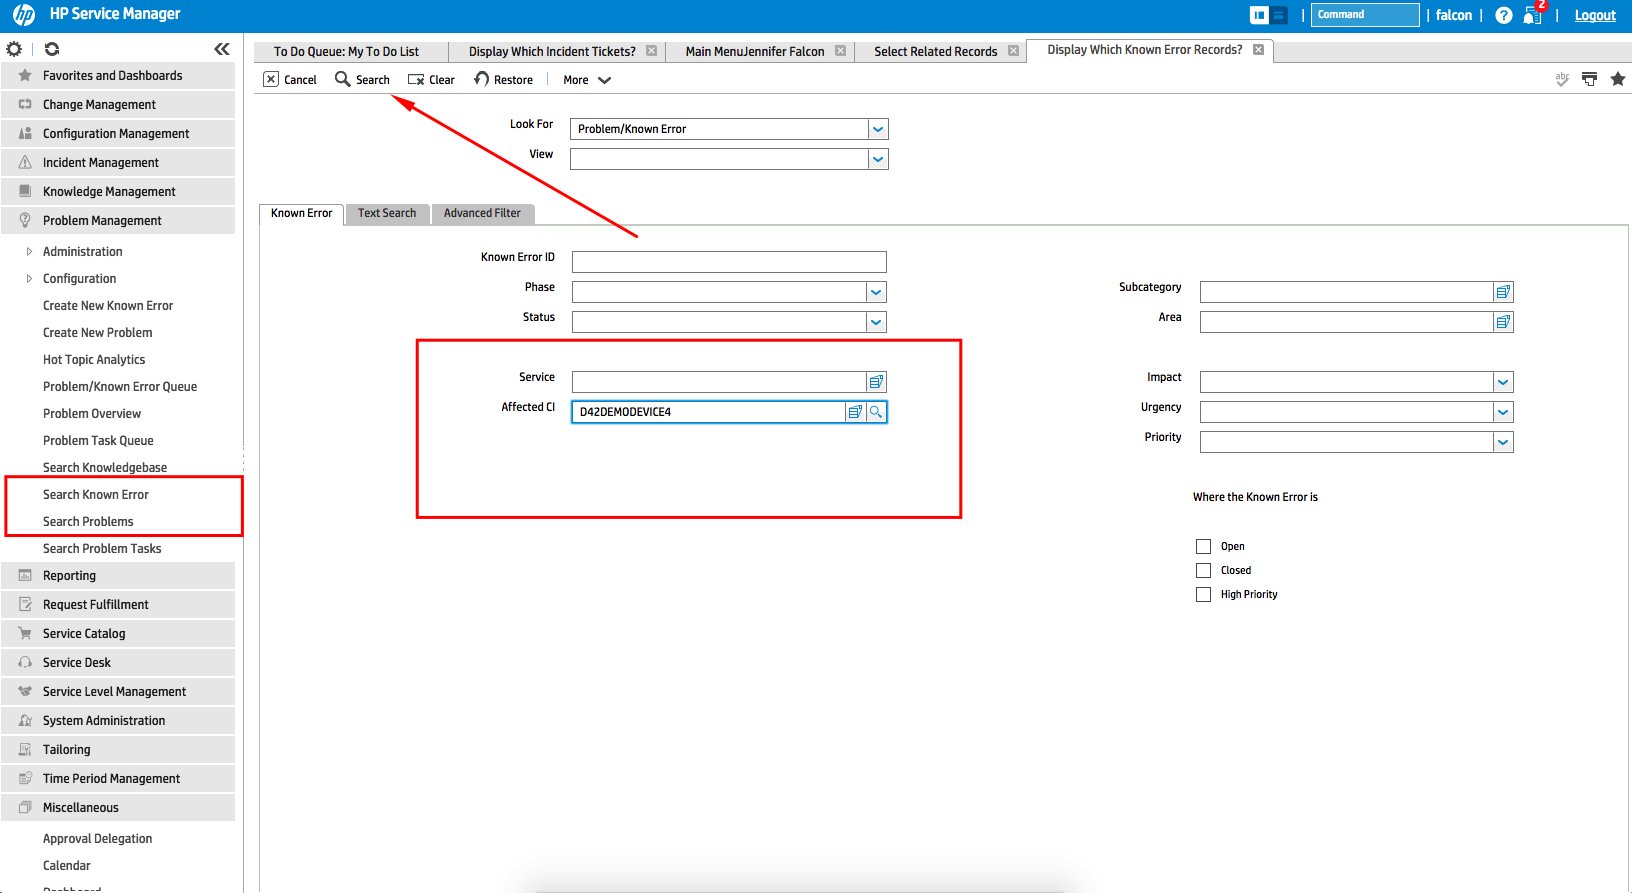 HP Service Manager
Command
falcon
2
Logout
Favorites and Dashboards
Change Management
Configuration Management
Incident Management
Knowledge Management
Problem Management
Administration
Configuration
Create New Known Error
Create New Problem
Hot Topic Analytics
Problem/Known Error Queue
Problem Overview
Problem Task Queue
Search Knowledgebase
Search Known Error
Search Problems
Search Problem Tasks
Reporting
Request Fulfillment
Service Catalog
Service Desk
Service Level Management
System Administration
Tailoring
Time Period Management
Miscellaneous
Approval Delegation
Calendar
Dashboard
To Do Queue: My To Do List
Display Which Incident Tickets?
Main MenuJennifer Falcon
Select Related Records
Display Which Known Error Records?
Cancel Search Clear Restore More
abc
Look For Problem/Known Error
View
Known Error Text Search Advanced Filter
Known Error ID
Phase
Status
Service
Affected CI D42DEMODEVICE4
Subcategory
Area
Impact
Urgency
Priority
Where the Known Error is
Open
Closed
High Priority